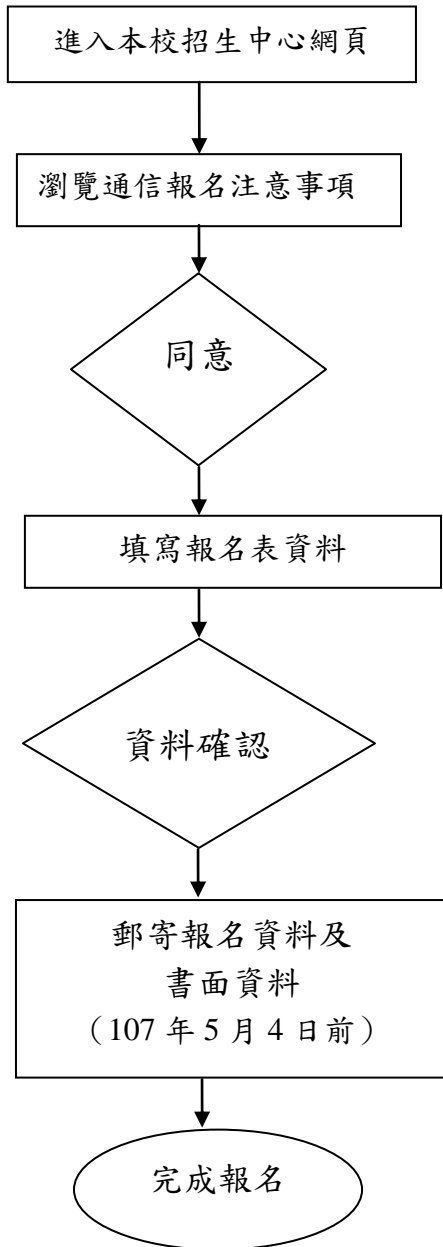 進入本校招生中心網頁
瀏覽通信報名注意事項
同意
填寫報名表資料
資料確認
郵寄報名資料及
書面資料
（107 年 5 月 4 日前）
完成報名